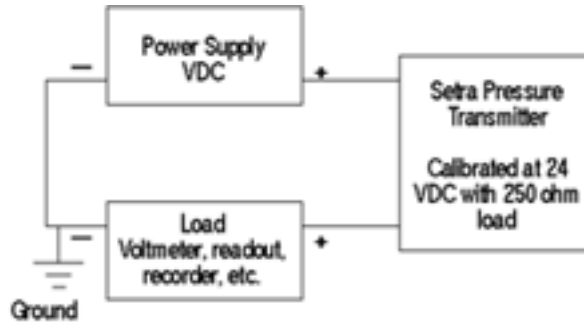 Power Supply
VDC
–
+
Setra Pressure
Transmitter
Calibrated at 24
VDC with 250 ohm
load
Load
Voltmeter, readout,
recorder, etc.
–
+
Ground